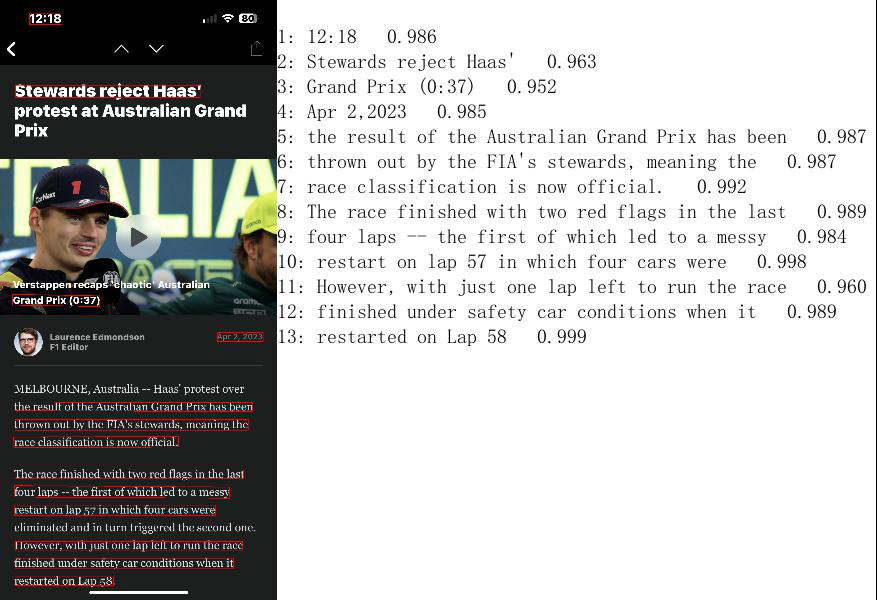 12:18
80
Stewards reject Haas'
protest at Australian Grand
Prix
CarNext
1
TRALIA
RACE
FIA
aramco
Verstappen recaps 'chaotic' Australian
Grand Prix (0:37)
Laurence Edmondson
F1 Editor
Apr 2, 2023
MELBOURNE, Australia -- Haas' protest over
the result of the Australian Grand Prix has been
thrown out by the FIA's stewards, meaning the
race classification is now official.
The race finished with two red flags in the last
four laps -- the first of which led to a messy
restart on lap 57 in which four cars were
eliminated and in turn triggered the second one.
However, with just one lap left to run the race
finished under safety car conditions when it
restarted on Lap 58
1: 12:18 0.986
2: Stewards reject Haas' 0.963
3: Grand Prix (0:37) 0.952
4: Apr 2,2023 0.985
5: the result of the Australian Grand Prix has been 0.987
6: thrown out by the FIA's stewards, meaning the 0.987
7: race classification is now official. 0.992
8: The race finished with two red flags in the last 0.989
9: four laps -- the first of which led to a messy 0.984
10: restart on lap 57 in which four cars were 0.998
11: However, with just one lap left to run the race 0.960
12: finished under safety car conditions when it 0.989
13: restarted on Lap 58 0.999